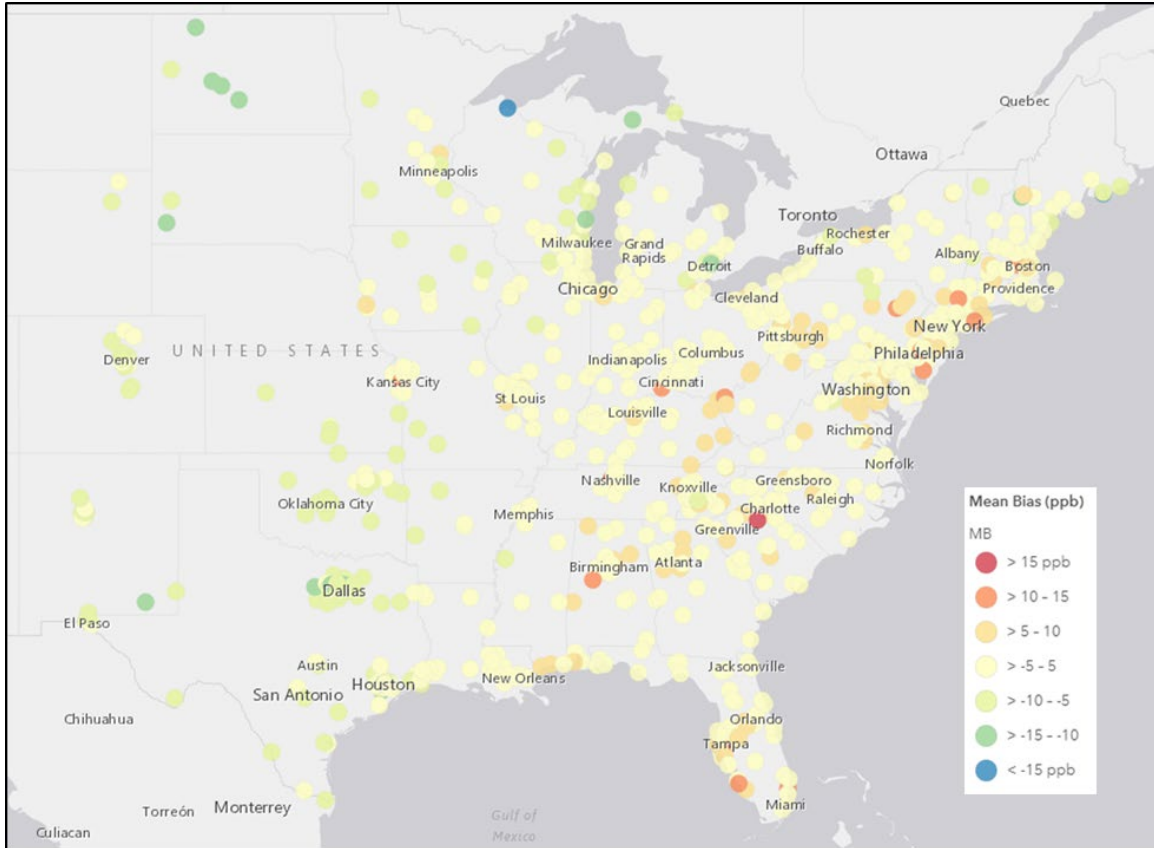 Quebec
Ottawa
Minneapolis
Toronto
Rochester
Milwaukee
Grand
Rapids
Buffalo
Albany
Detroit
Boston
Chicago
Providence
Cleveland
New York
Pittsburgh
UNITED STATES
Denver
Indianapolis
Columbus
Philadelphia
Kansas City
Cincinnati
Washington
St Louis
Louisville
Richmond
Norfolk
Nashville
Knoxville
Greensboro
Raleigh
Oklahoma City
Memphis
Charlotte
Greenville
Birmingham
Atlanta
Dallas
El Paso
Austin
Jacksonville
New Orleans
Houston
San Antonio
Chihuahua
Orlando
Tampa
Miami
Torreón
Monterrey
Gulf of
Mexico
Culiacan
Mean Bias (ppb)
MB
> 15 ppb
> 10 - 15
> 5 - 10
> -5 - 5
> -10 - -5
> -15 - -10
< -15 ppb